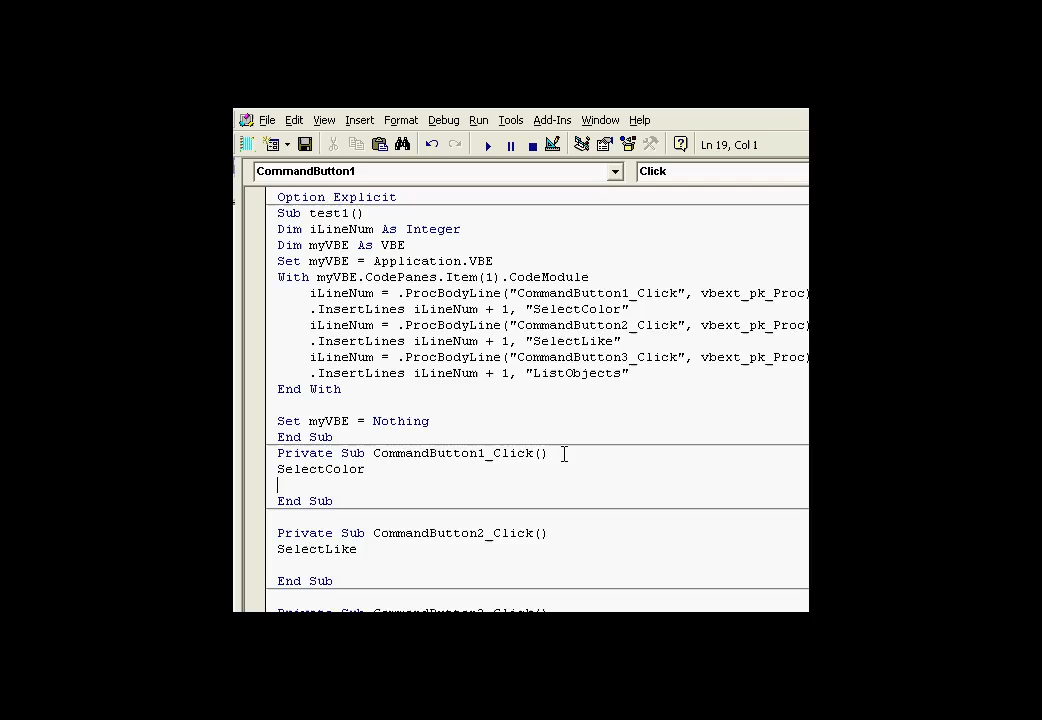 File Edit View Insert Format Debug Run Tools Add-Ins Window Help
Ln 19, Col 1
CommandButton1 Click
Option Explicit
Sub test1()
Dim iLineNum As Integer
Dim myVBE As VBE
Set myVBE = Application.VBE
With myVBE.CodePanes.Item(1).CodeModule
iLineNum = .ProcBodyLine("CommandButton1_Click", vbext_pk_Proc)
.InsertLines iLineNum + 1, "SelectColor"
iLineNum = .ProcBodyLine("CommandButton2_Click", vbext_pk_Proc)
.InsertLines iLineNum + 1, "SelectLike"
iLineNum = .ProcBodyLine("CommandButton3_Click", vbext_pk_Proc)
.InsertLines iLineNum + 1, "ListObjects"
End With
Set myVBE = Nothing
End Sub
Private Sub CommandButton1_Click()
SelectColor
End Sub
Private Sub CommandButton2_Click()
SelectLike
End Sub